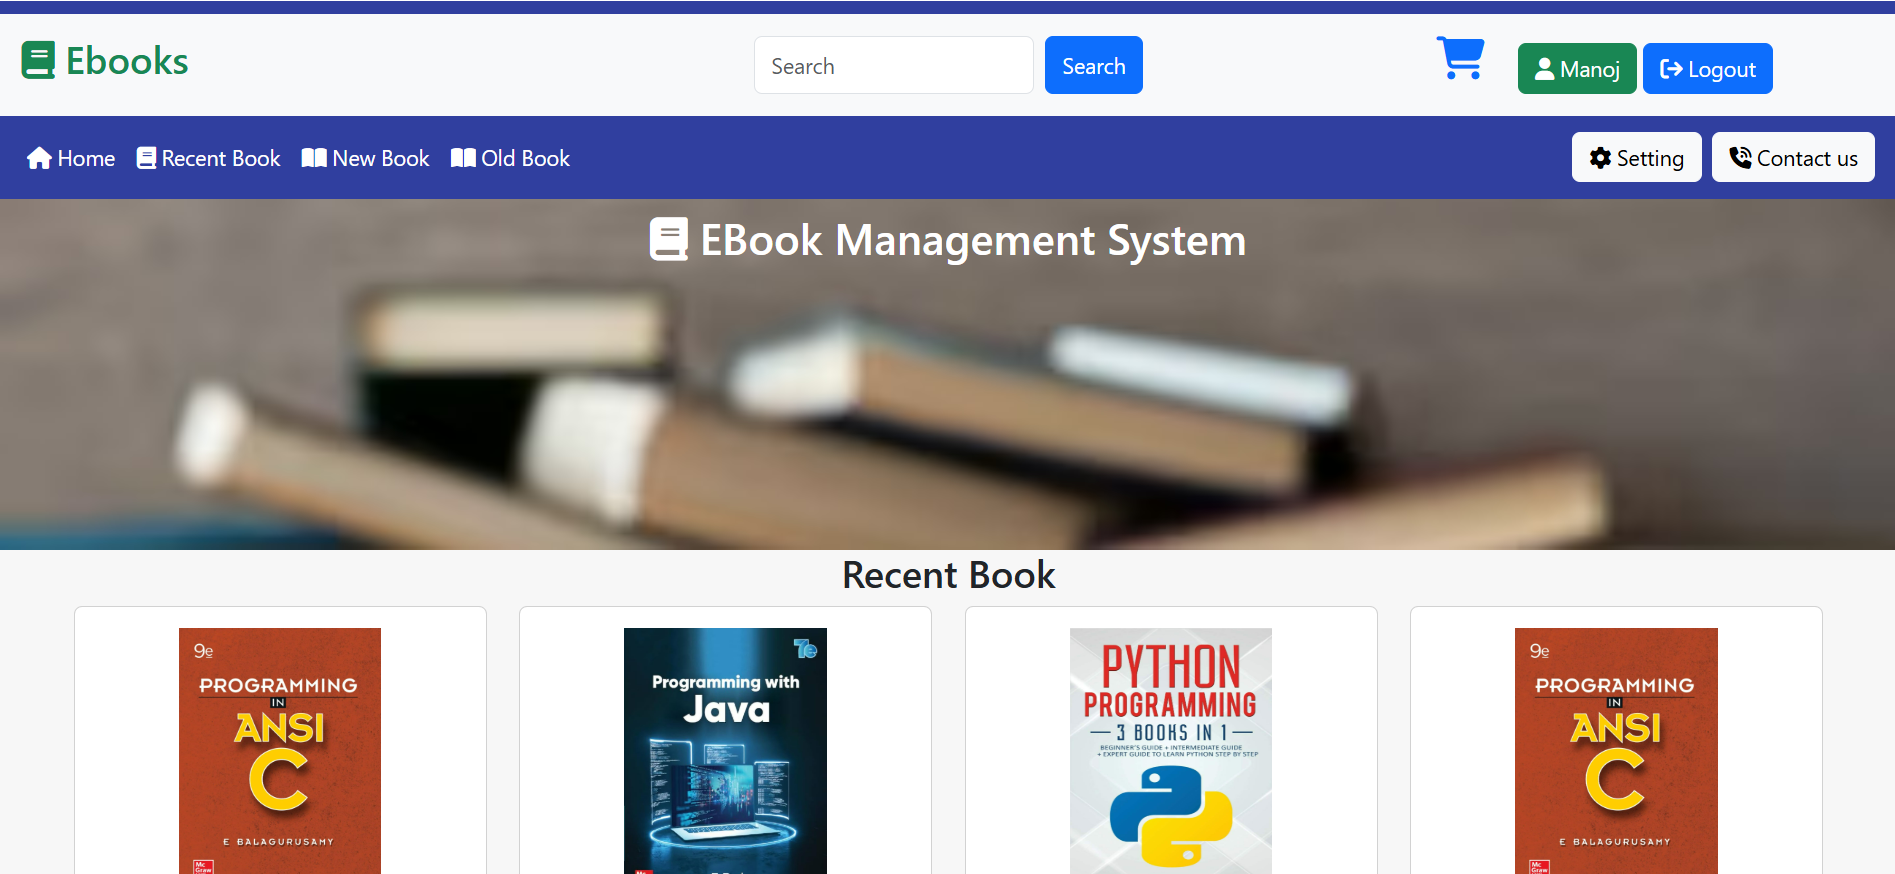 Ebooks
Search
Search
Manoj
Logout
Home
Recent Book
New Book
Old Book
Setting
Contact us
EBook Management System
Recent Book
9e
PROGRAMMING
IN
ANSI
C
E BALAGURUSAMY
Mc
Graw
7e
Programming with
Java
PYTHON
PROGRAMMING
3 BOOKS IN 1
BEGINNER'S GUIDE + INTERMEDIATE GUIDE
+ EXPERT GUIDE TO LEARN PYTHON STEP BY STEP
9e
PROGRAMMING
IN
ANSI
C
E BALAGURUSAMY
Mc
Graw